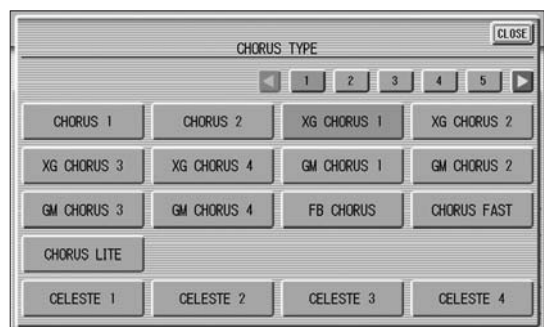 CLOSE
CHORUS TYPE
1 2 3 4 5
CHORUS 1 CHORUS 2 XG CHORUS 1 XG CHORUS 2
XG CHORUS 3 XG CHORUS 4 GM CHORUS 1 GM CHORUS 2
GM CHORUS 3 GM CHORUS 4 FB CHORUS CHORUS FAST
CHORUS LITE
CELESTE 1 CELESTE 2 CELESTE 3 CELESTE 4